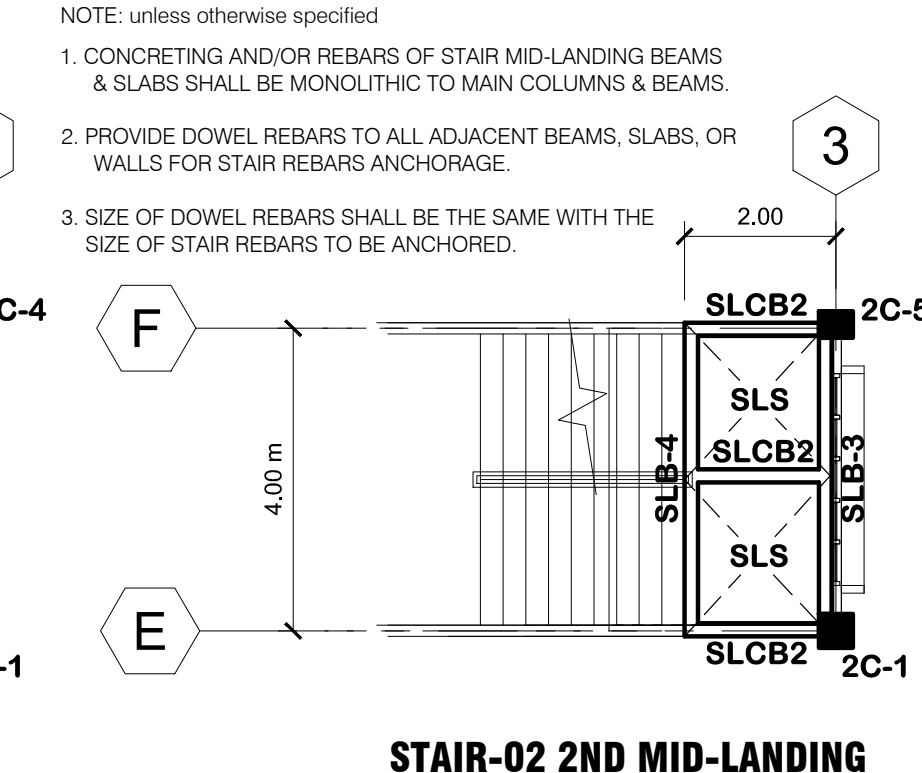 NOTE: unless otherwise specified
1. CONCRETING AND/OR REBARS OF STAIR MID-LANDING BEAMS
& SLABS SHALL BE MONOLITHIC TO MAIN COLUMNS & BEAMS.
2. PROVIDE DOWEL REBARS TO ALL ADJACENT BEAMS, SLABS, OR
WALLS FOR STAIR REBARS ANCHORAGE.
3. SIZE OF DOWEL REBARS SHALL BE THE SAME WITH THE
SIZE OF STAIR REBARS TO BE ANCHORED.
3
2.00
C-4
F
SLCB2
2C-5
SLS
SLCB2
SLB-4
SLB-3
4.00 m
SLS
E
SLCB2
-1
2C-1
STAIR-02 2ND MID-LANDING